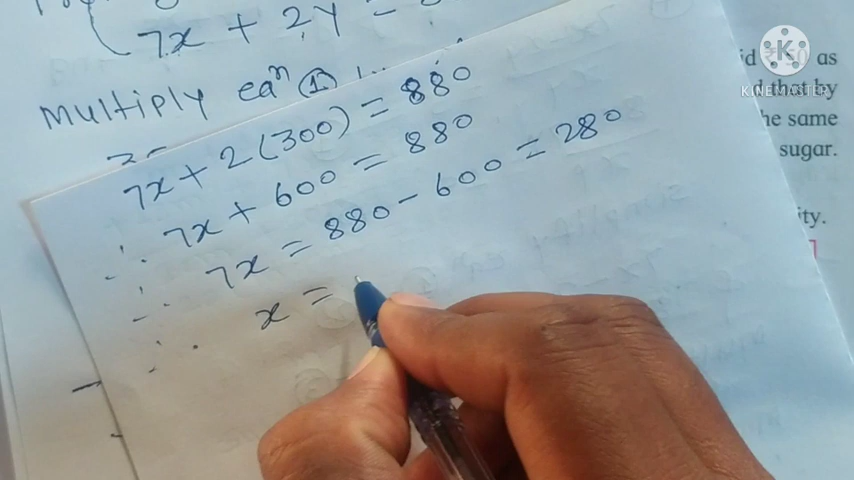 7x + 2y =
Multiply eqⁿ ①
7x + 2(300) = 880
∴ 7x + 600 = 880
∴ 7x = 880 - 600 = 280
∴ x =
as
that by
he same
sugar.
ity.
KINEMASTER